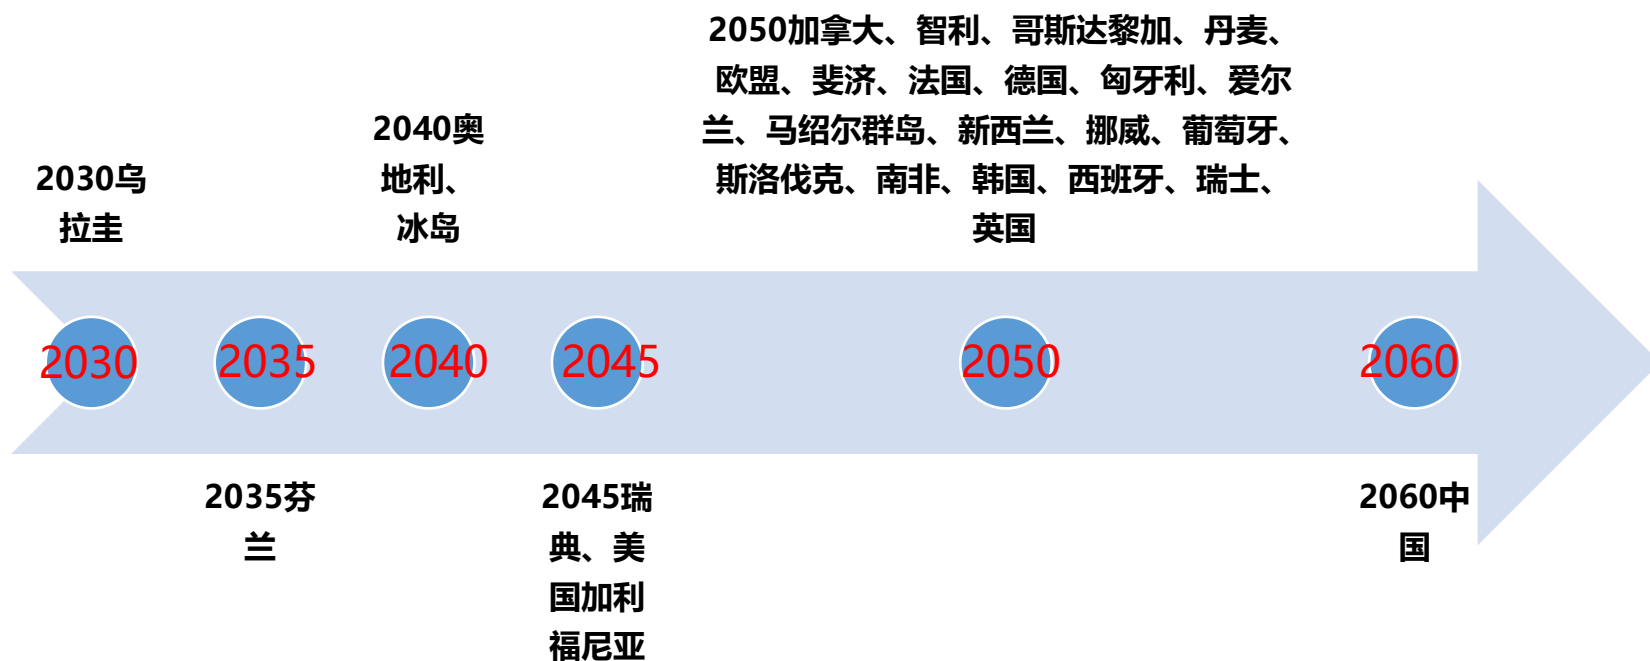 2050加拿大、智利、哥斯达黎加、丹麦、
欧盟、斐济、法国、德国、匈牙利、爱尔
兰、马绍尔群岛、新西兰、挪威、葡萄牙、
斯洛伐克、南非、韩国、西班牙、瑞士、
英国
2040奥
地利、
冰岛
2030乌
拉圭
2030
2035
2040
2045
2050
2060
2035芬
兰
2045瑞
典、美
国加利
福尼亚
2060中
国